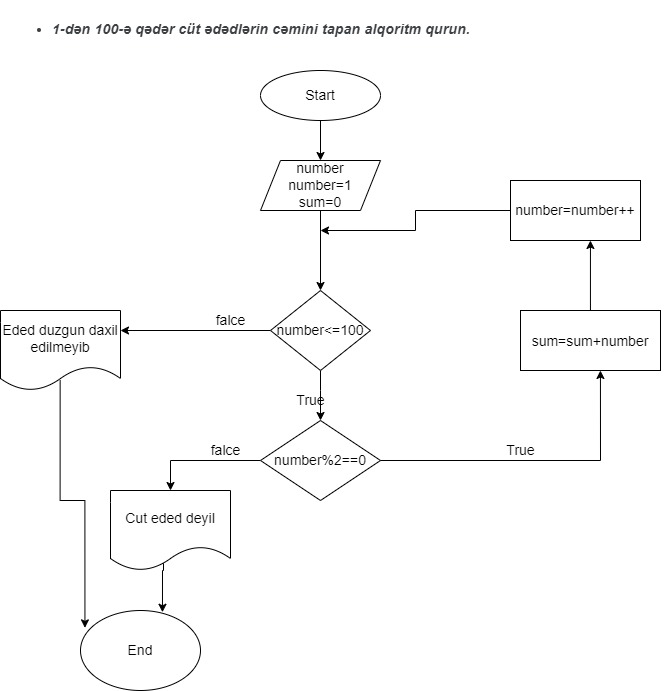 1-dən 100-ə qədər cüt ədədlərin cəmini tapan alqoritm qurun.
Start
number
number=1
sum=0
number=number++
falce
number<=100
Eded duzgun daxil
edilmeyib
sum=sum+number
True
falce
number%2==0
True
Cut eded deyil
End